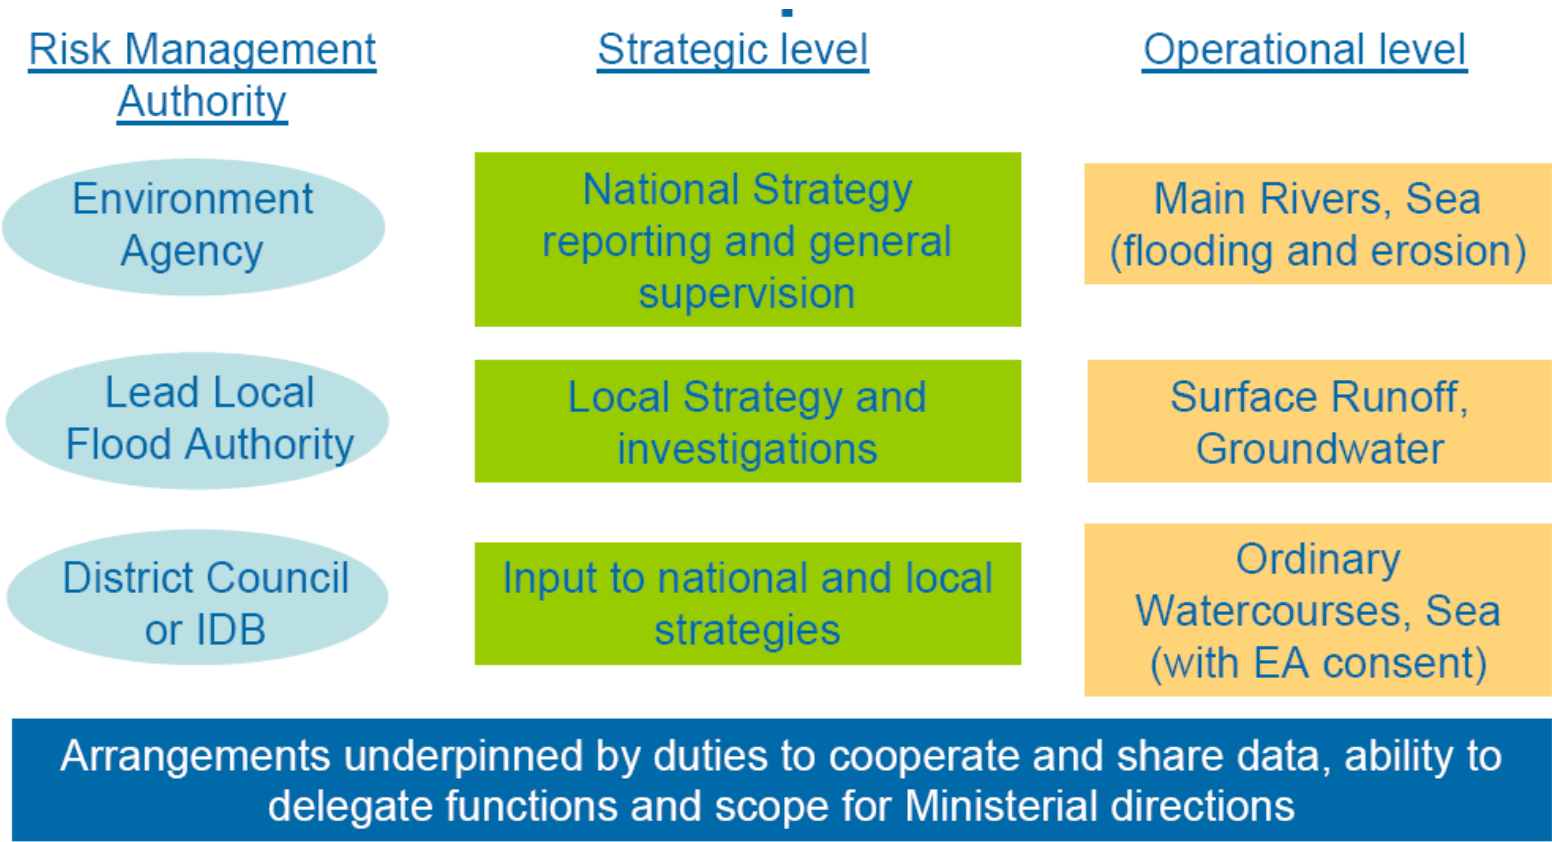 Risk Management
Authority
Strategic level
Operational level
Environment
Agency
National Strategy
reporting and general
supervision
Main Rivers, Sea
(flooding and erosion)
Lead Local
Flood Authority
Local Strategy and
investigations
Surface Runoff,
Groundwater
District Council
or IDB
Input to national and local
strategies
Ordinary
Watercourses, Sea
(with EA consent)
Arrangements underpinned by duties to cooperate and share data, ability to
delegate functions and scope for Ministerial directions